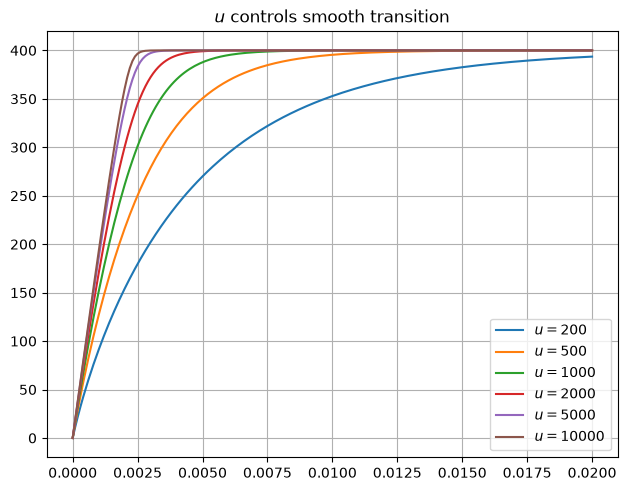 u controls smooth transition
400
350
300
250
200
150
100
50
0
0.0000 0.0025 0.0050 0.0075 0.0100 0.0125 0.0150 0.0175 0.0200
u = 200
u = 500
u = 1000
u = 2000
u = 5000
u = 10000